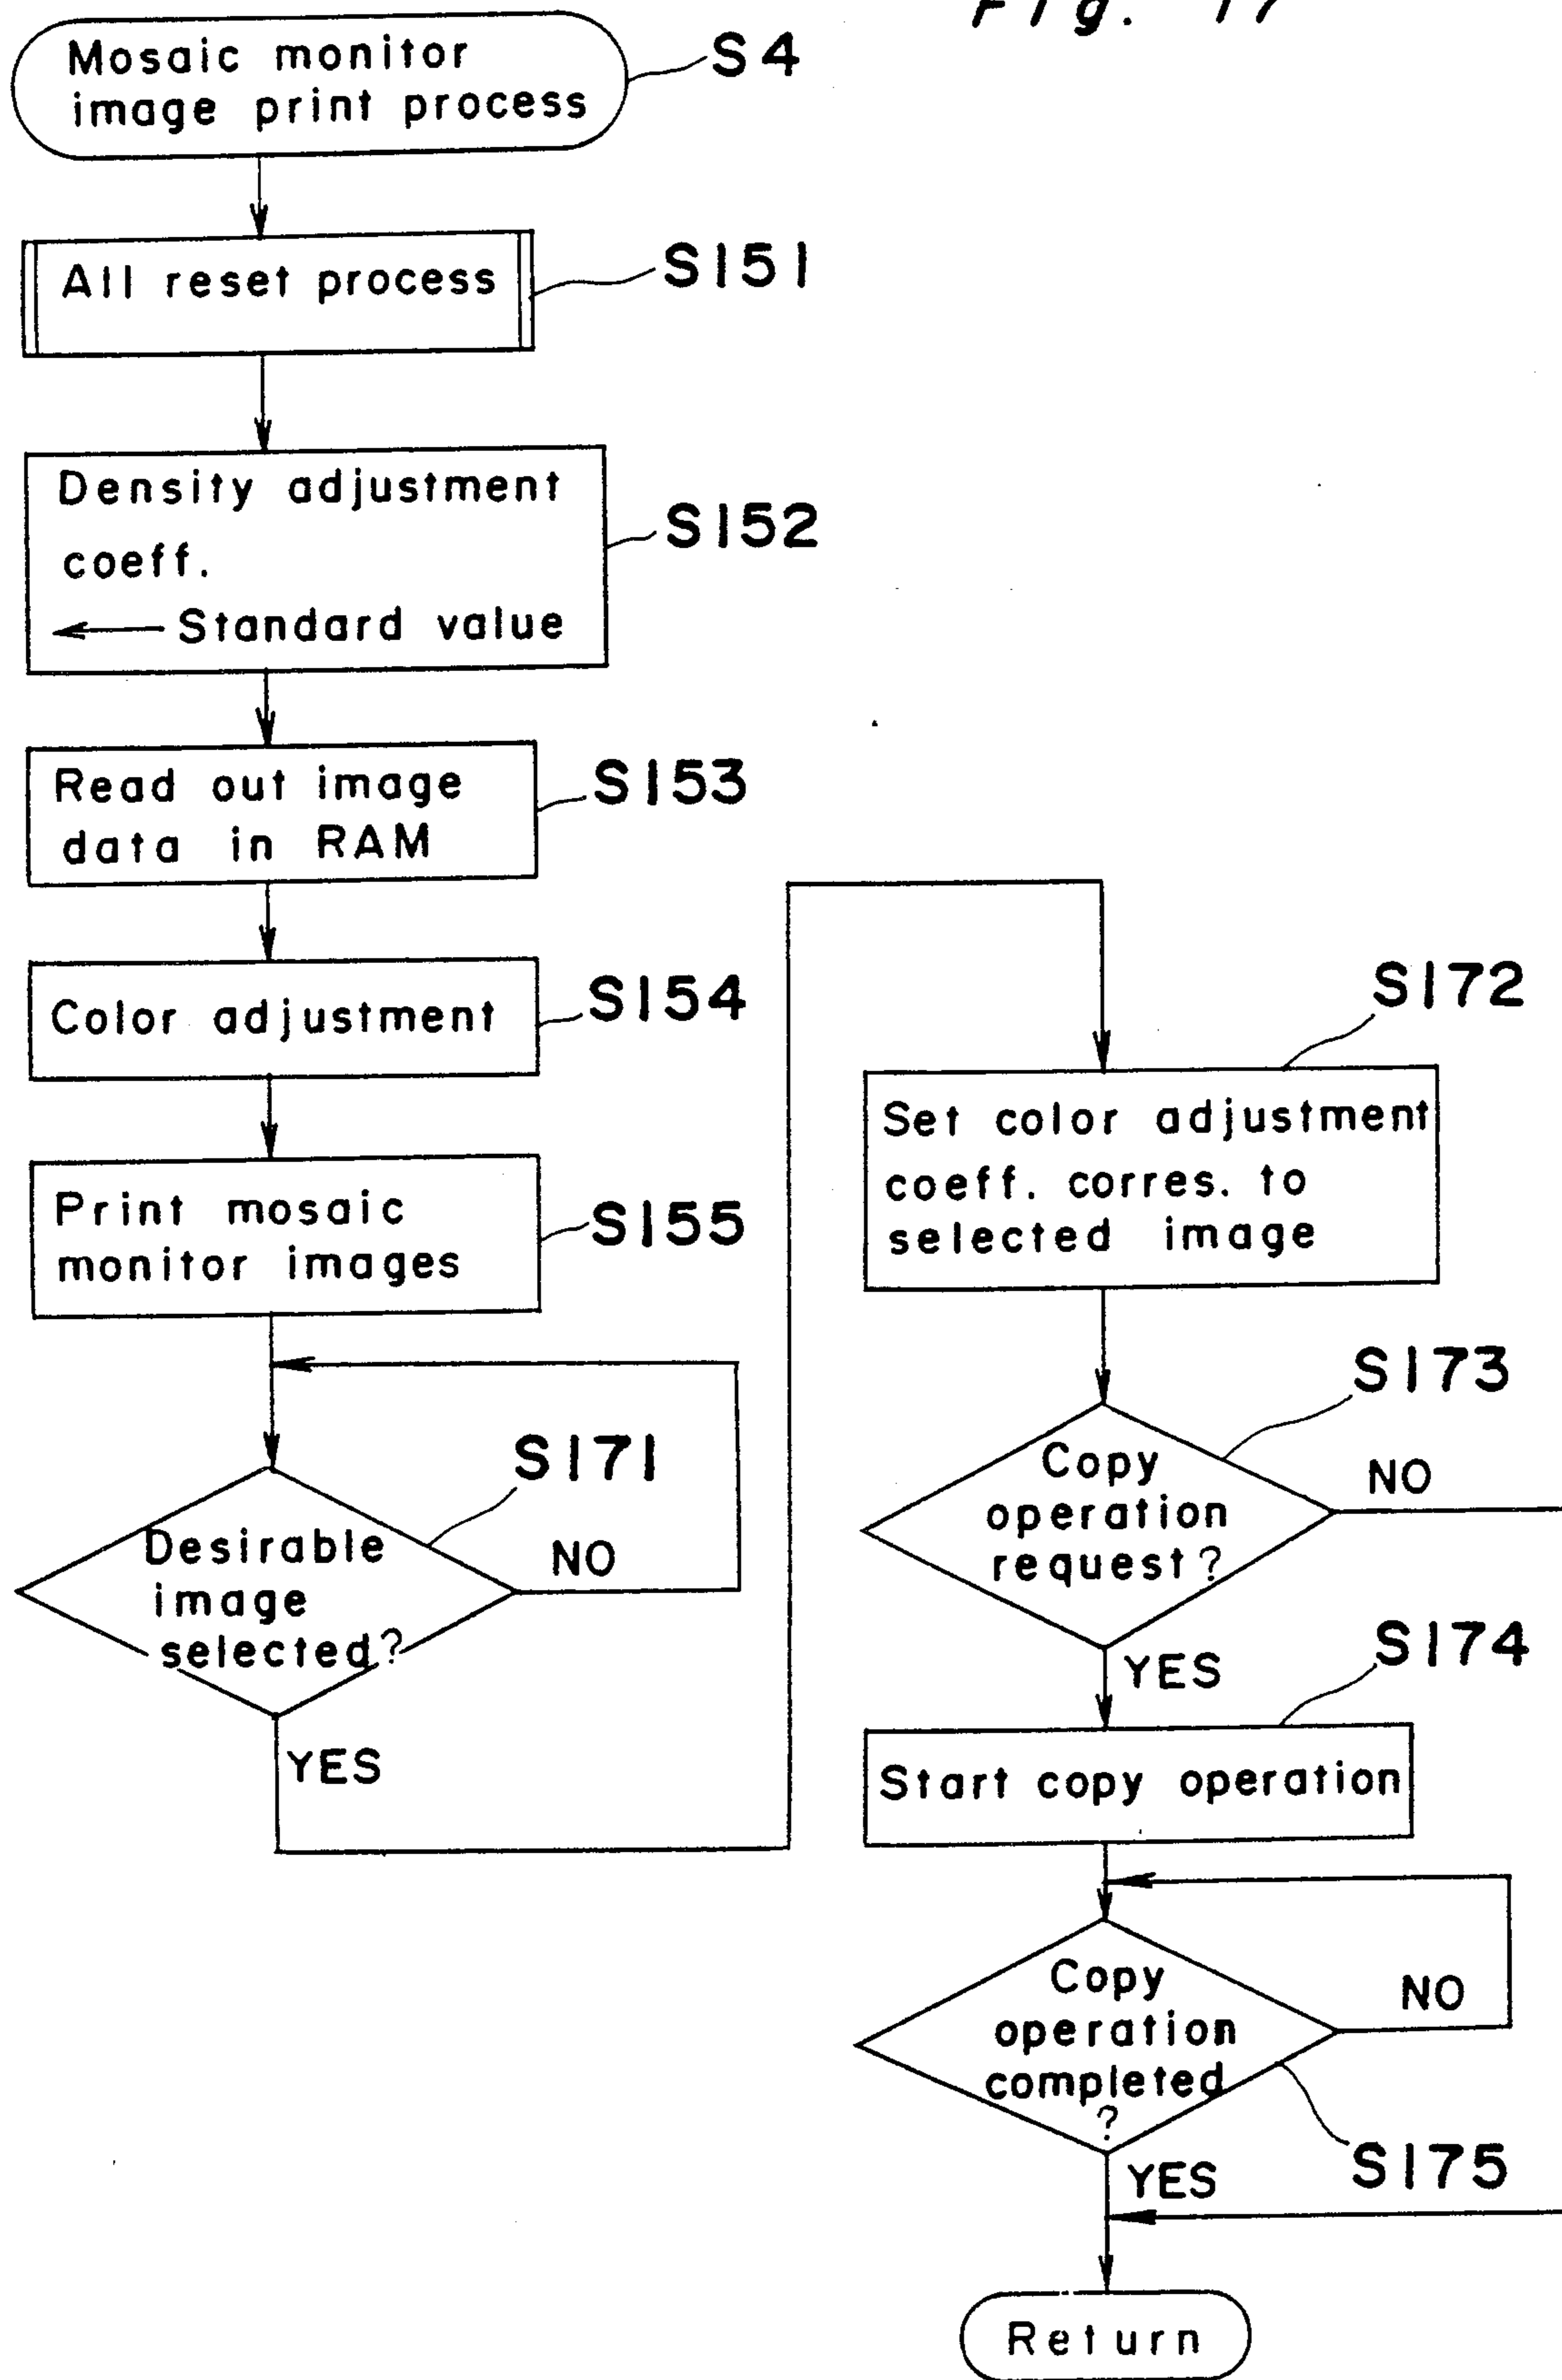 Fig. 17
Mosaic monitor
image print process
S4
All reset process
S151
Density adjustment
coeff.
← Standard value
S152
Read out image
data in RAM
S153
Color adjustment
S154
Print mosaic
monitor images
S155
Desirable
image
selected?
S171
NO
YES
S172
Set color adjustment
coeff. corres. to
selected image
S173
Copy
operation
request?
NO
YES
S174
Start copy operation
Copy
operation
completed
?
NO
S175
YES
Return